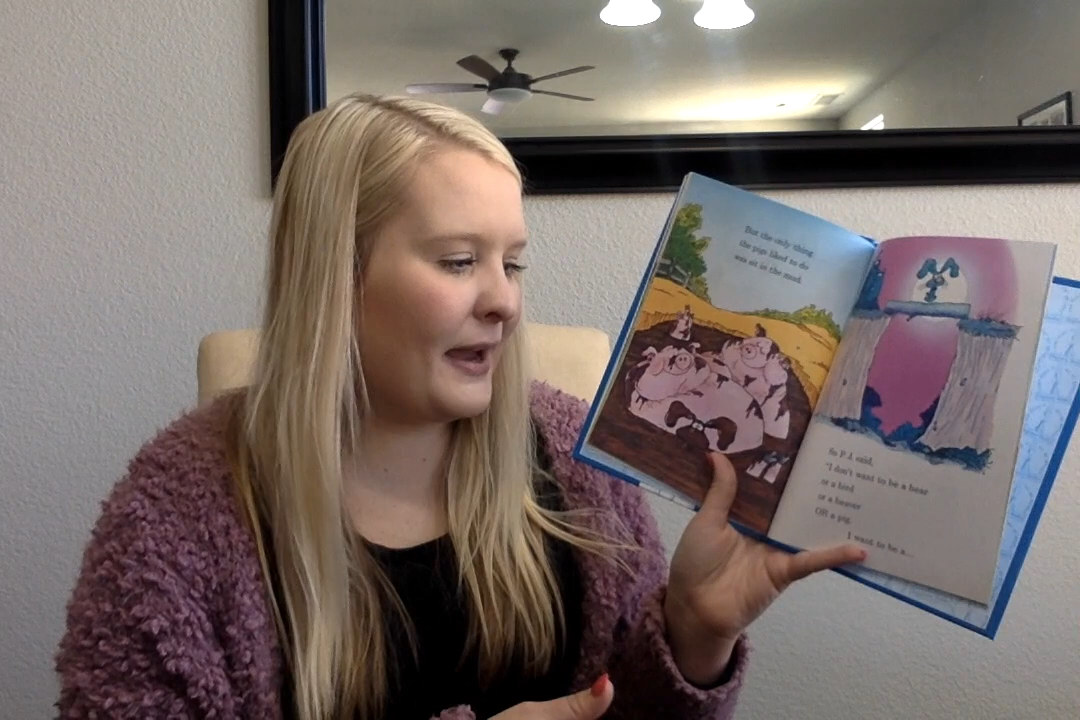 But the only thing
the pigs liked to do
was sit in the mud.
So P.J. said,
"I don't want to be a bear
or a bird
or a beaver
OR a pig.
I want to be a...